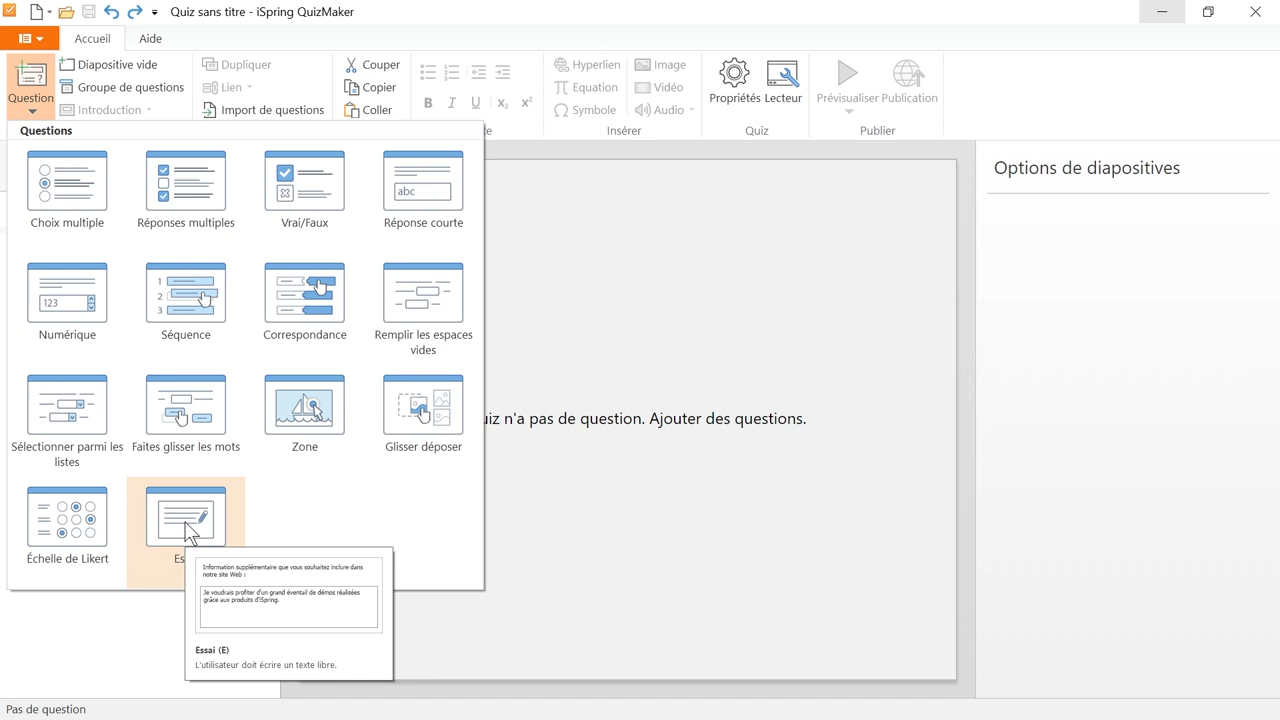 Quiz sans titre - iSpring QuizMaker
Accueil
Aide
Question
Diapositive vide
Groupe de questions
Introduction
Dupliquer
Lien
Import de questions
Couper
Copier
Coller
B I U X₂ X²
Hyperlien
Equation
Symbole
Image
Vidéo
Audio
Insérer
Propriétés
Lecteur
Quiz
Prévisualiser
Publication
Publier
Questions
Choix multiple
Réponses multiples
Vrai/Faux
abc
Réponse courte
123
Numérique
1
2
3
Séquence
Correspondance
Remplir les espaces
vides
Sélectionner parmi les
listes
Faites glisser les mots
Zone
Glisser déposer
Échelle de Likert
Es
Information supplémentaire que vous souhaitez inclure dans
notre site Web :
Je voudrais profiter d'un grand éventail de démos réalisées
grâce aux produits d'iSpring.
Essai (E)
L'utilisateur doit écrire un texte libre.
uiz n'a pas de question. Ajouter des questions.
Options de diapositives
Pas de question